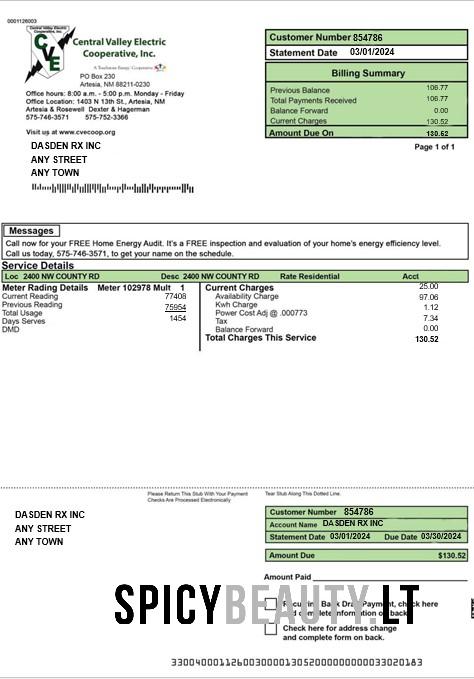 0001126003
Central Valley Electric
Cooperative, Inc.
CVE
Central Valley Electric
Cooperative, Inc.
A Touchstone Energy Cooperative
PO Box 230
Artesia, NM 88211-0230
Office hours: 8:00 a.m. - 5:00 p.m. Monday - Friday
Office Location: 1403 N 13th St., Artesia, NM
Artesia & Rosewell Dexter & Hagerman
575-746-3571 575-752-3366
Visit us at www.cvecoop.org
DASDEN RX INC
ANY STREET
ANY TOWN
Customer Number 854786
Statement Date 03/01/2024
Billing Summary
Previous Balance 106.77
Total Payments Received 106.77
Balance Forward 0.00
Current Charges 130.52
Amount Due On 130.52
Page 1 of 1
Messages
Call now for your FREE Home Energy Audit. It's a FREE inspection and evaluation of your home's energy efficiency level.
Call us today, 575-746-3571, to get your name on the schedule.
Service Details
Loc 2400 NW COUNTY RD Desc 2400 NW COUNTY RD Rate Residential Acct
Meter Rading Details Meter 102978 Mult 1
Current Reading 77408
Previous Reading 75954
Total Usage
Days Serves 1454
DMD
Current Charges 25.00
Availability Charge 97.06
Kwh Charge 1.12
Power Cost Adj @ .000773
Tax 7.34
Balance Forward 0.00
Total Charges This Service 130.52
Please Return This Stub With Your Payment
Checks Are Processed Electronically
Tear Stub Along This Dotted Line.
DASDEN RX INC
ANY STREET
ANY TOWN
Customer Number 854786
Account Name DASDEN RX INC
Statement Date 03/01/2024 Due Date 03/30/2024
Amount Due $130.52
Amount Paid
SPICYBEAUTY.LT
Recurring Bank Draft Payment, check here
and complete information on back.
Check here for address change
and complete form on back.